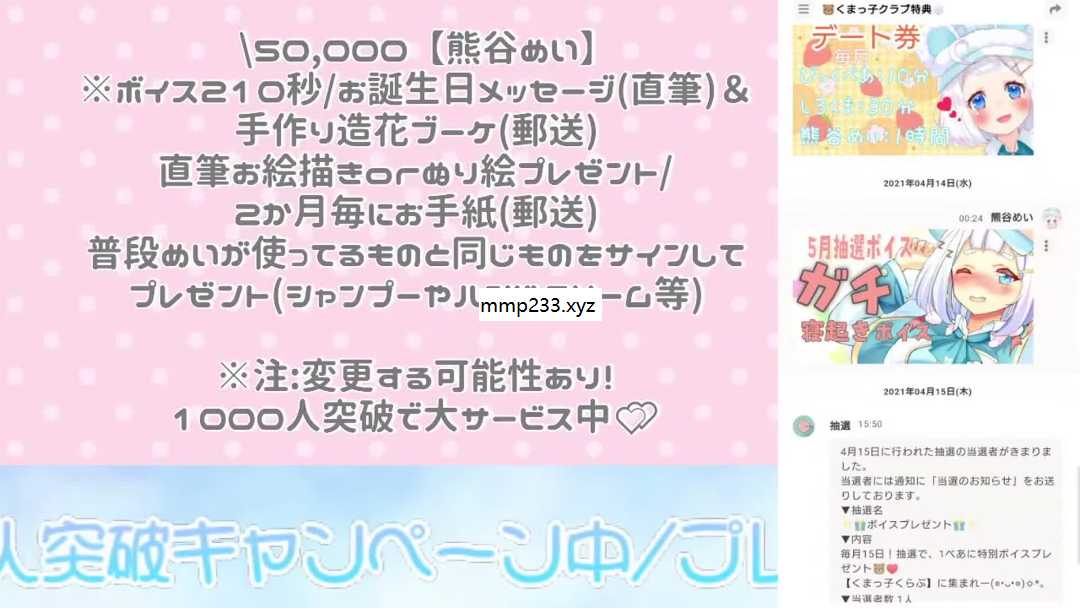 \50,000【熊谷めい】
※ボイス210秒/お誕生日メッセージ(直筆)&
手作り造花ブーケ(郵送)
直筆お絵描きorぬり絵プレゼント/
2か月毎にお手紙(郵送)
普段めいが使ってるものと同じものをサインして
プレゼント(シャンプーやハ
ーム等)
mmp233.xyz
※注:変更する可能性あり!
1000人突破で大サービス中
人突破キャンペーン中/プレ
くまっ子クラブ特典
デート券
毎月
熊谷めい:1時間
2021年04月14日(水)
00:24 熊谷めい
5月抽選ボイス
ガチ
寝起きボイス
2021年04月15日(木)
抽選 15:50
4月15日に行われた抽選の当選者がきまりま
した。
当選者には通知に「当選のお知らせ」をお送
りしております。
▼抽選名
ボイスプレゼント
▼内容
毎月15日!抽選で、1ぺあに特別ボイスプレ
ゼント
【くまっ子くらぶ】に集まれー(๑•ᴗ•๑)✧*。
▼当選者数 1人